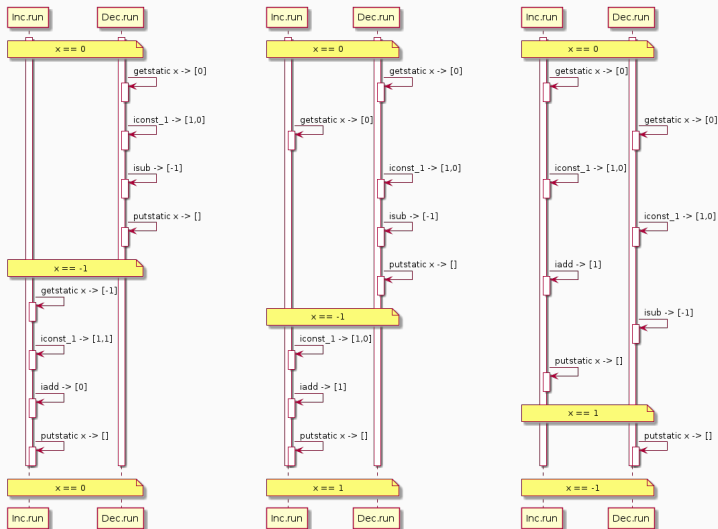 Inc.run
Dec.run
x == 0
getstatic x -> [0]
iconst_1 -> [1,0]
isub -> [-1]
putstatic x -> []
x == -1
getstatic x -> [-1]
iconst_1 -> [1,1]
iadd -> [0]
putstatic x -> []
x == 0
Inc.run
Dec.run
Inc.run
Dec.run
x == 0
getstatic x -> [0]
getstatic x -> [0]
iconst_1 -> [1,0]
isub -> [-1]
putstatic x -> []
x == -1
iconst_1 -> [1,0]
iadd -> [1]
putstatic x -> []
x == 1
Inc.run
Dec.run
Inc.run
Dec.run
x == 0
getstatic x -> [0]
getstatic x -> [0]
iconst_1 -> [1,0]
iconst_1 -> [1,0]
iadd -> [1]
isub -> [-1]
putstatic x -> []
x == 1
putstatic x -> []
x == -1
Inc.run
Dec.run